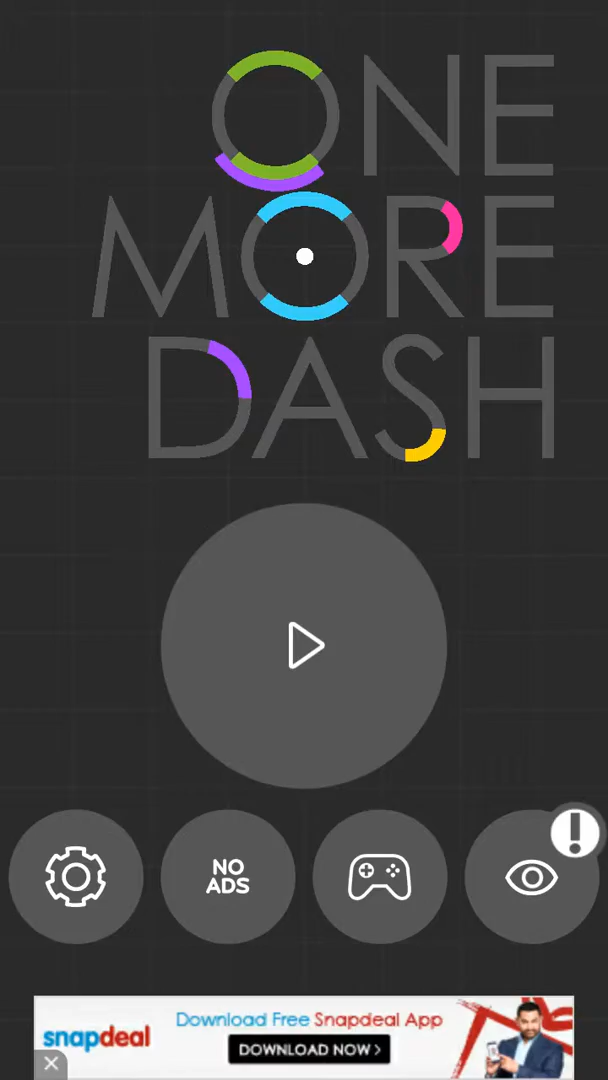 ONE
MORE
DASH
NO
ADS
!
Download Free Snapdeal App
snapdeal
DOWNLOAD NOW >